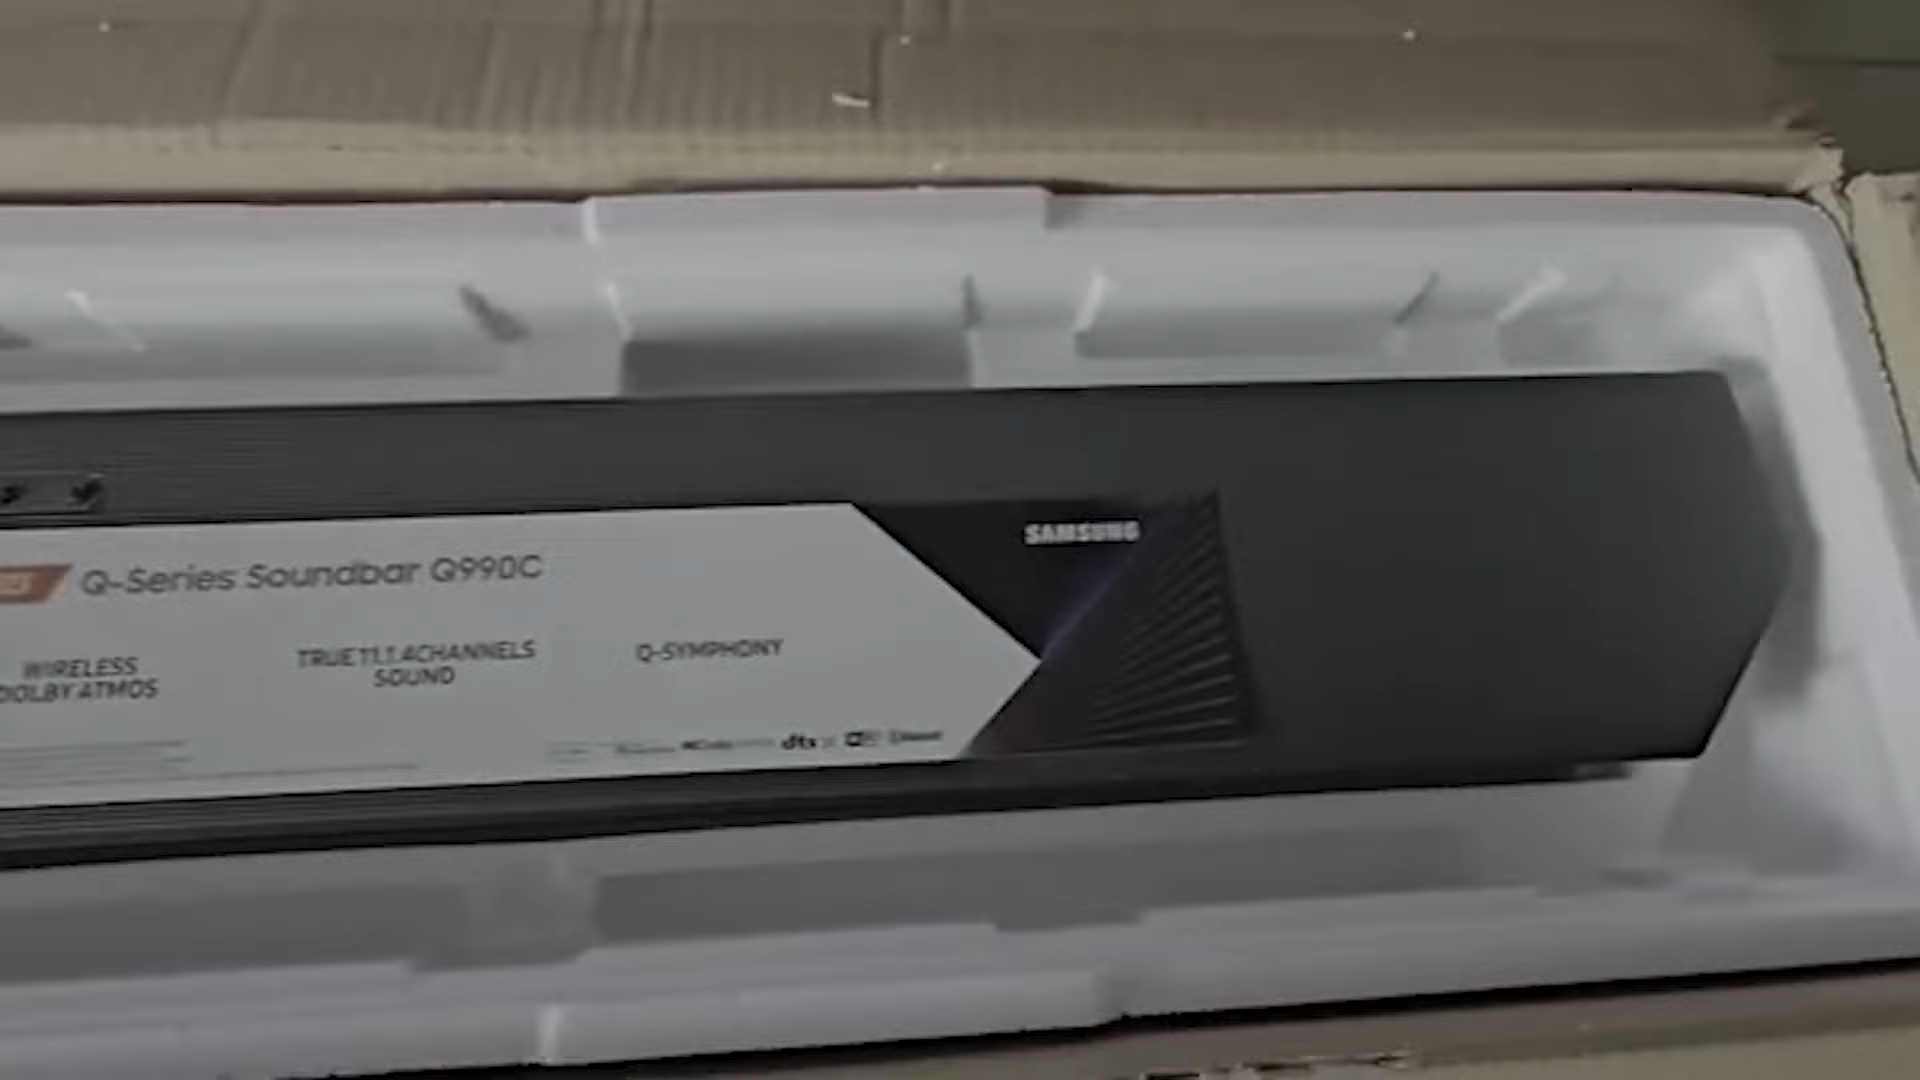 SAMSUNG
Q-Series Soundbar Q990C
WIRELESS
DOLBY ATMOS
TRUE 11.1.4CHANNELS
SOUND
Q-SYMPHONY
dts